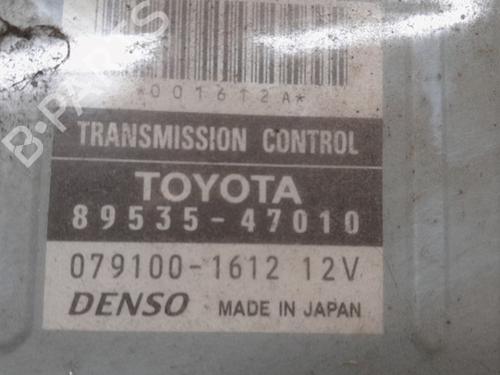 *001612A*
TRANSMISSION CONTROL
TOYOTA
89535-47010
079100-1612 12V
DENSO MADE IN JAPAN
B-PARTS